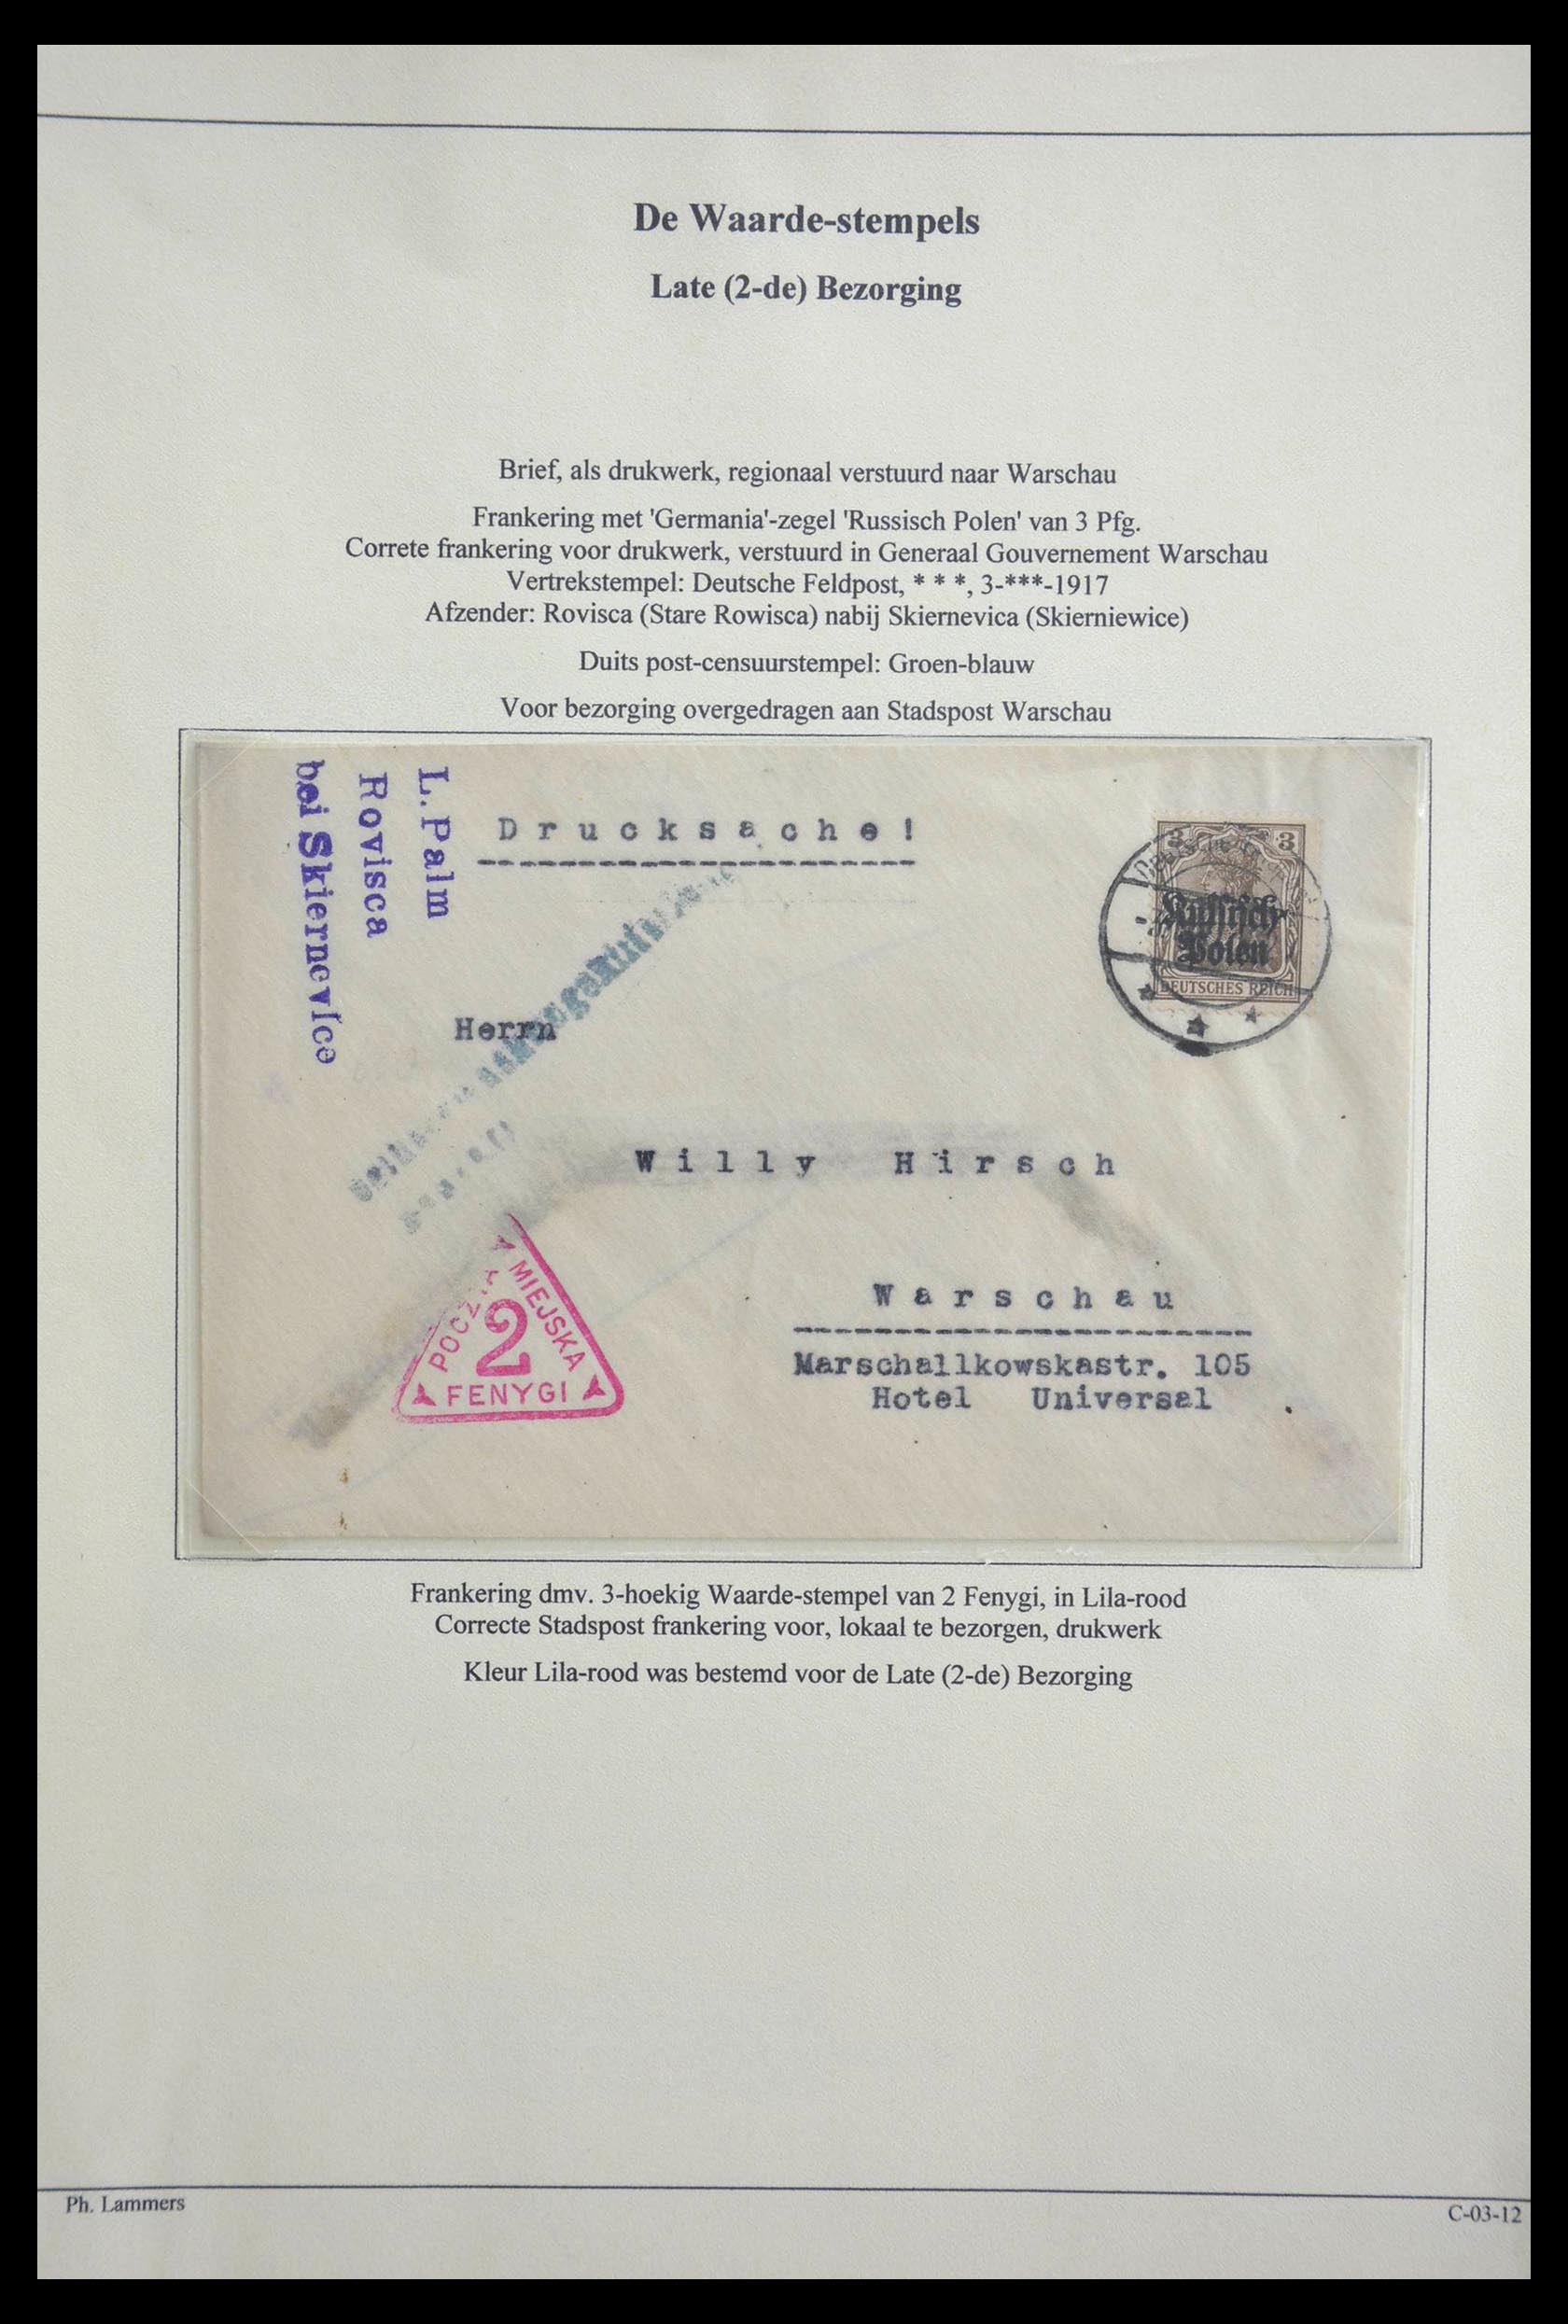 De Waarde-stempels
Late (2-de) Bezorging
Brief, als drukwerk, regionaal verstuurd naar Warschau
Frankering met 'Germania'-zegel 'Russisch Polen' van 3 Pfg.
Correte frankering voor drukwerk, verstuurd in Generaal Gouvernement Warschau
Vertrekstempel: Deutsche Feldpost, * * *, 3-***-1917
Afzender: Rovisca (Stare Rowisca) nabij Skiernevica (Skierniewice)
Duits post-censuurstempel: Groen-blauw
Voor bezorging overgedragen aan Stadspost Warschau
L. Palm
Rovisca
bei Skiernevice
Drucksache!
3 3
Russisch
Polen
DEUTSCHES REICH
Herrn
Willy Hirsch
Warschau
Marschallkowskastr. 105
Hotel Universal
MIEJSKA
2
FENYGI
Frankering dmv. 3-hoekig Waarde-stempel van 2 Fenygi, in Lila-rood
Correcte Stadspost frankering voor, lokaal te bezorgen, drukwerk
Kleur Lila-rood was bestemd voor de Late (2-de) Bezorging
Ph. Lammers
C-03-12